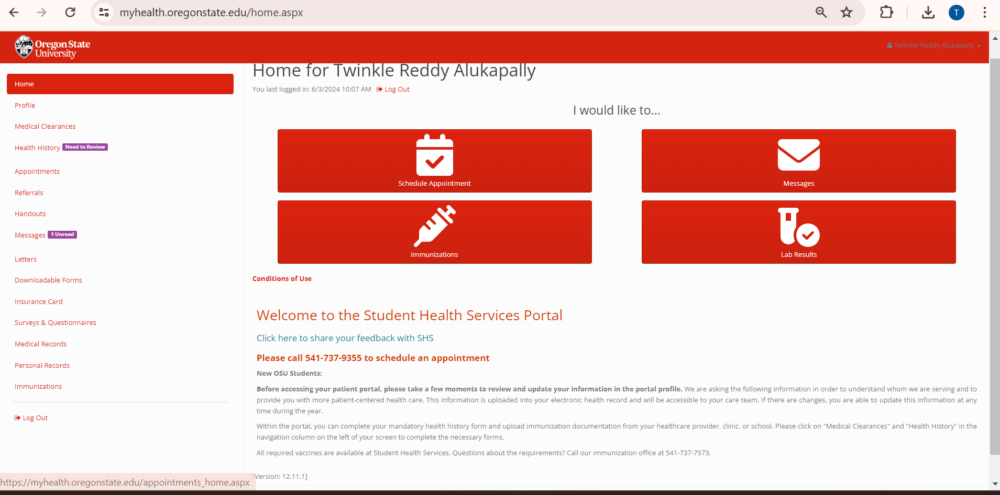 myhealth.oregonstate.edu/home.aspx
T
Oregon State
University
Twinkle Reddy Alukapally
Home
Profile
Medical Clearances
Health History Need to Review
Appointments
Referrals
Handouts
Messages 1 Unread
Letters
Downloadable Forms
Insurance Card
Surveys & Questionnaires
Medical Records
Personal Records
Immunizations
Log Out
Home for Twinkle Reddy Alukapally
You last logged in: 6/3/2024 10:07 AM Log Out
I would like to...
Schedule Appointment
Messages
Immunizations
Lab Results
Conditions of Use
Welcome to the Student Health Services Portal
Click here to share your feedback with SHS
Please call 541-737-9355 to schedule an appointment
New OSU Students:
Before accessing your patient portal, please take a few moments to review and update your information in the portal profile. We are asking the following information in order to understand whom we are serving and to
provide you with more patient-centered health care. This information is uploaded into your electronic health record and will be accessible to your care team. If there are changes, you are able to update this information at any
time during the year.
Within the portal, you can complete your mandatory health history form and upload immunization documentation from your healthcare provider, clinic, or school. Please click on "Medical Clearances" and "Health History" in the
navigation column on the left of your screen to complete the necessary forms.
All required vaccines are available at Student Health Services. Questions about the requirements? Call our immunization office at 541-737-7573.
[Version: 12.11.1]
https://myhealth.oregonstate.edu/appointments_home.aspx